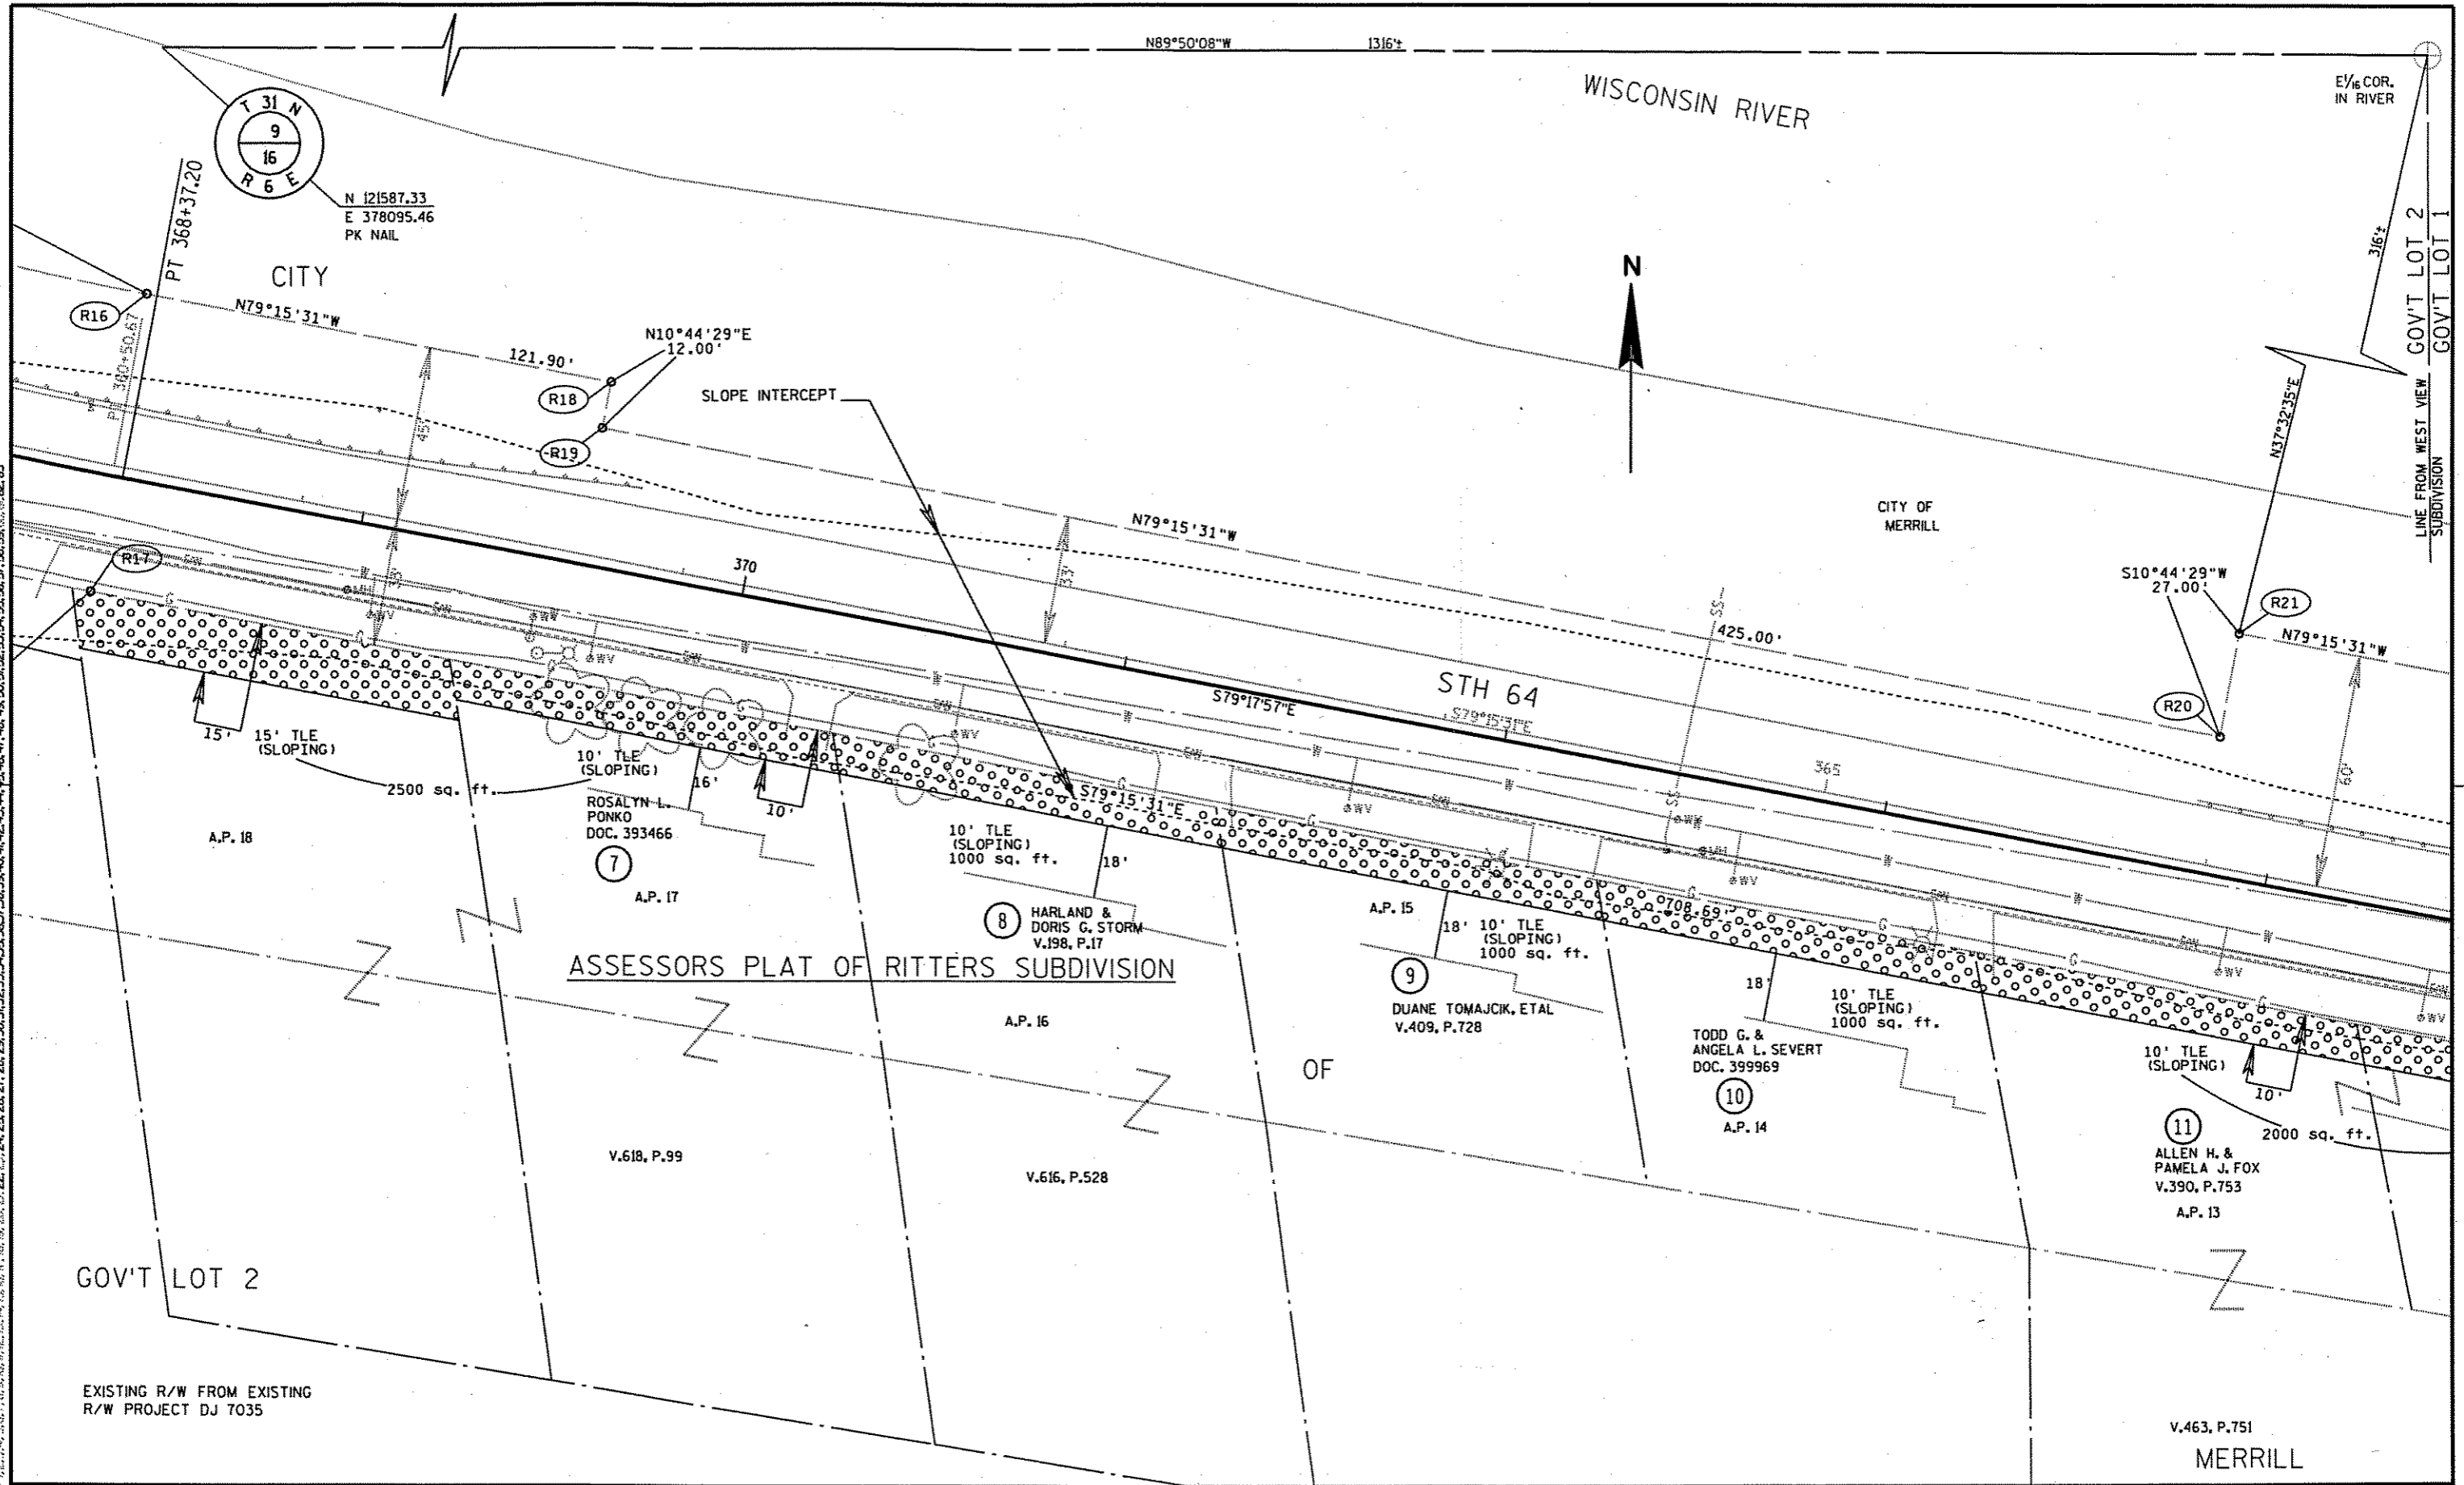 N89°50'08"W
1316'±
WISCONSIN RIVER
E1/16 COR.
IN RIVER
T 31 N
9
16
R 6 E
N 121587.33
E 378095.46
PK NAIL
PT 368+37.20
CITY
R16
N79°15'31"W
121.90'
N10°44'29"E
12.00'
R18
R19
45'
SLOPE INTERCEPT
N
316'±
GOV'T LOT 2
GOV'T LOT 1
LINE FROM WEST VIEW
SUBDIVISION
N37°32'35"E
CITY OF
MERRILL
N79°15'31"W
33'
425.00'
S10°44'29"W
27.00'
R21
N79°15'31"W
R20
60'
R17
370
STH 64
S79°17'57"E
S79°15'31"E
365
SS
SS
15'
15' TLE
(SLOPING)
2500 sq. ft.
10' TLE
(SLOPING)
16'
10'
ROSALYN L.
PONKO
DOC. 393466
7
A.P. 18
A.P. 17
S79°15'31"E
10' TLE
(SLOPING)
1000 sq. ft.
18'
8
HARLAND &
DORIS G. STORM
V.198, P.17
A.P. 15
18'
10' TLE
(SLOPING)
1000 sq. ft.
9
DUANE TOMAJCIK, ETAL
V.409, P.728
708.69'
18'
10' TLE
(SLOPING)
1000 sq. ft.
TODD G. &
ANGELA L. SEVERT
DOC. 399969
10
A.P. 14
10' TLE
(SLOPING)
10'
2000 sq. ft.
11
ALLEN H. &
PAMELA J. FOX
V.390, P.753
A.P. 13
ASSESSORS PLAT OF RITTERS SUBDIVISION
A.P. 16
OF
V.618, P.99
V.616, P.528
GOV'T LOT 2
EXISTING R/W FROM EXISTING
R/W PROJECT DJ 7035
V.463, P.751
MERRILL